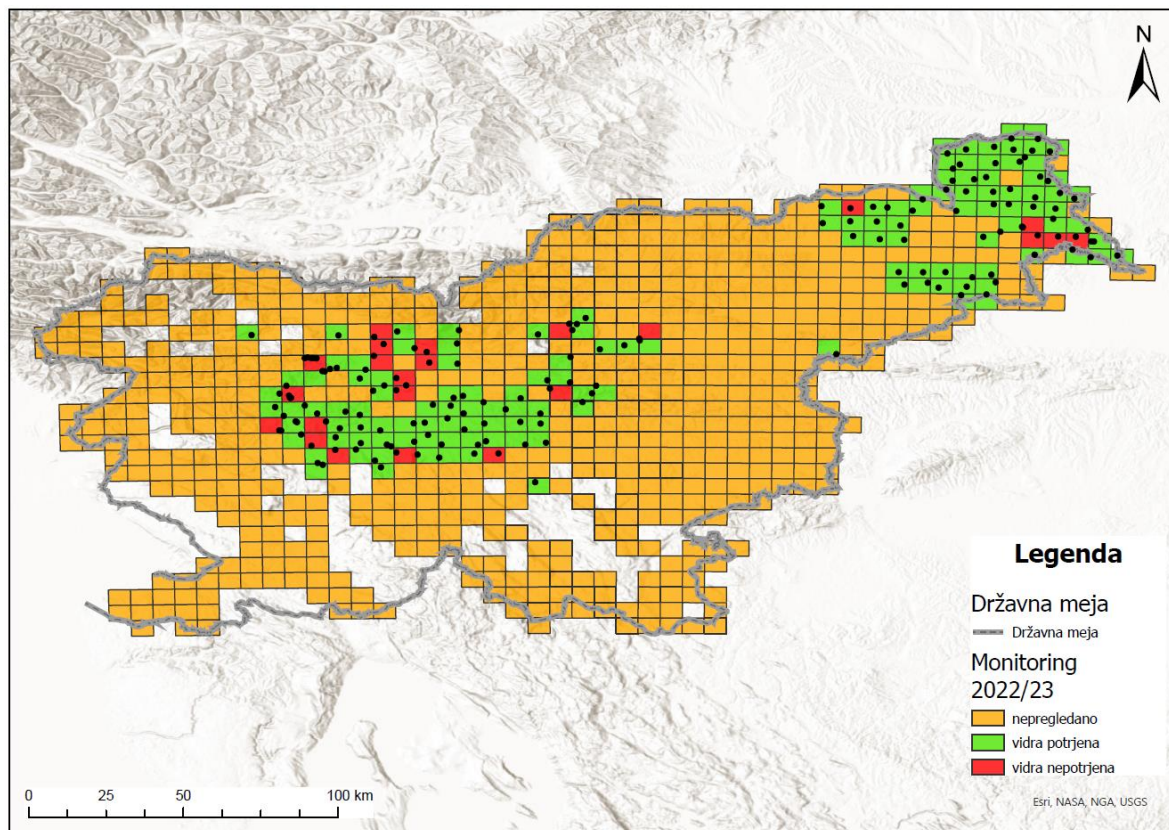 N
Legenda
Državna meja
Državna meja
Monitoring
2022/23
nepregledano
vidra potrjena
vidra nepotrjena
0 25 50 100 km
Esri, NASA, NGA, USGS